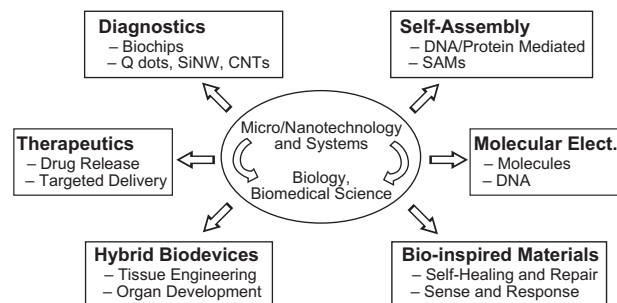 Diagnostics
– Biochips
– Q dots, SiNW, CNTs
Self-Assembly
– DNA/Protein Mediated
– SAMs
Micro/Nanotechnology
and Systems
Biology,
Biomedical Science
Therapeutics
– Drug Release
– Targeted Delivery
Molecular Elect.
– Molecules
– DNA
Hybrid Biodevices
– Tissue Engineering
– Organ Development
Bio-inspired Materials
– Self-Healing and Repair
– Sense and Response